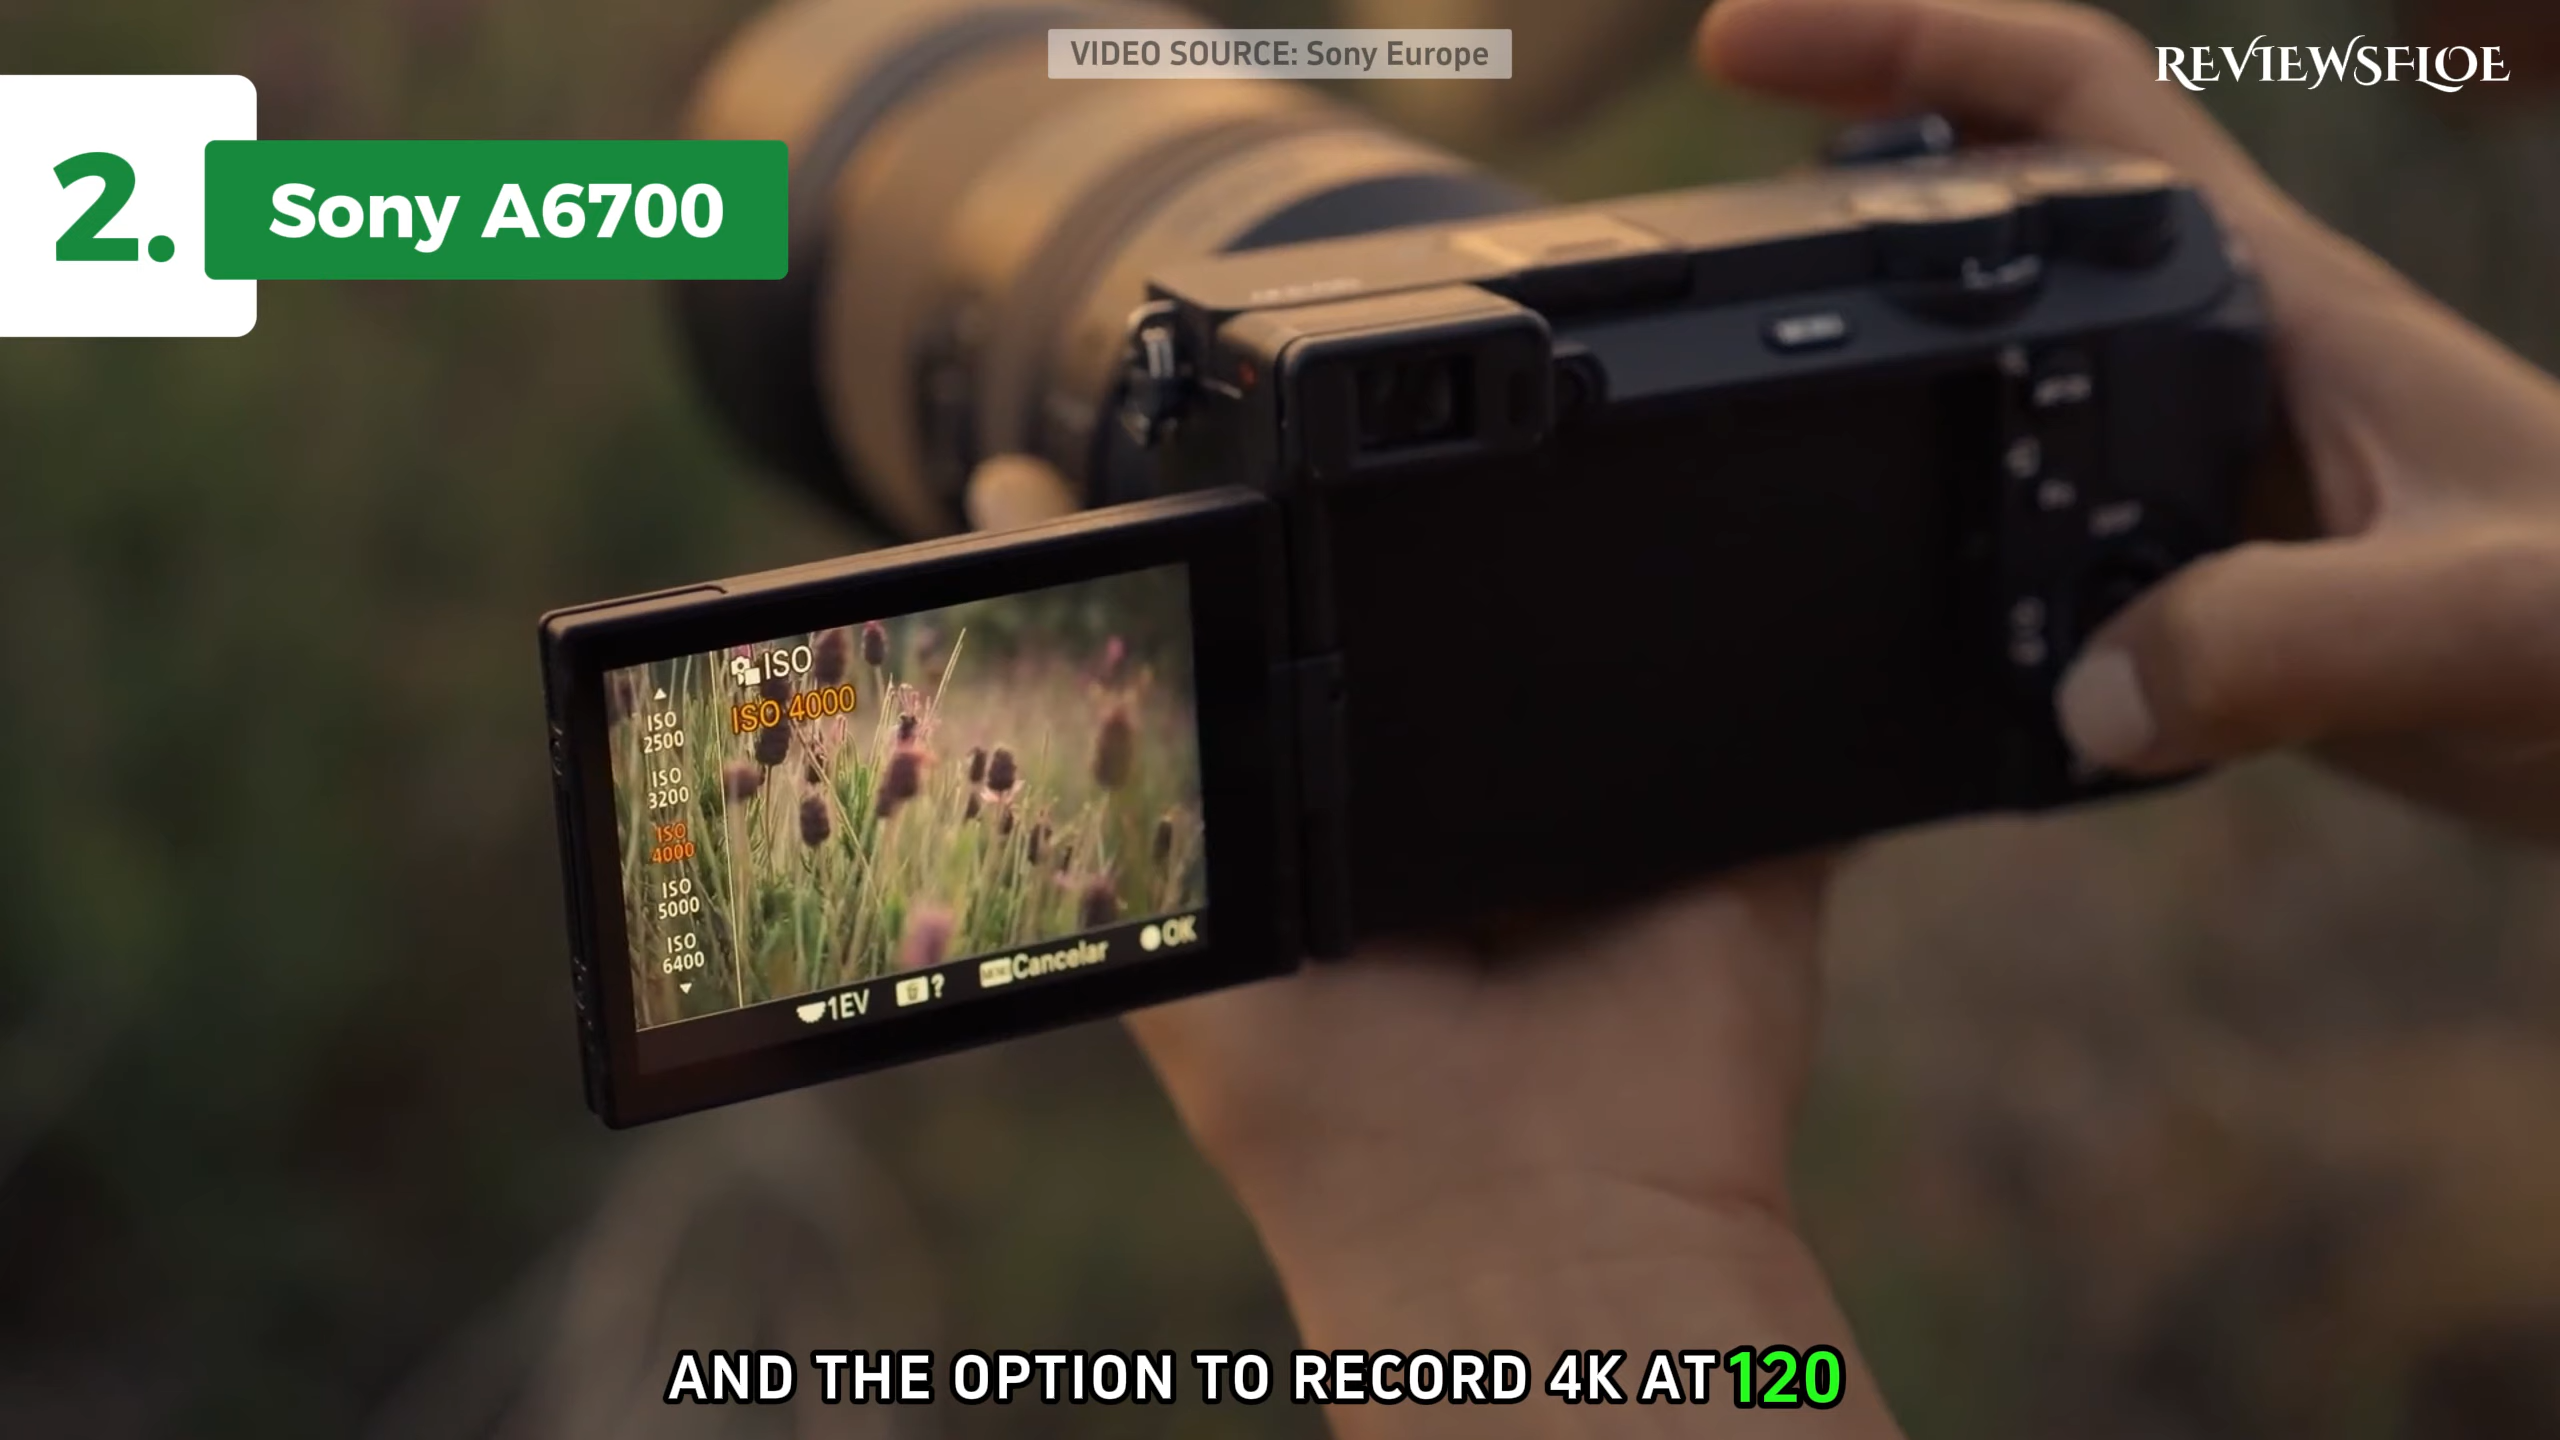 VIDEO SOURCE: Sony Europe
REVIEWSFLOE
2.
Sony A6700
ISO
ISO 4000
ISO
2500
ISO
3200
ISO
4000
ISO
5000
ISO
6400
1EV
?
Cancelar
OK
AND THE OPTION TO RECORD 4K AT 120